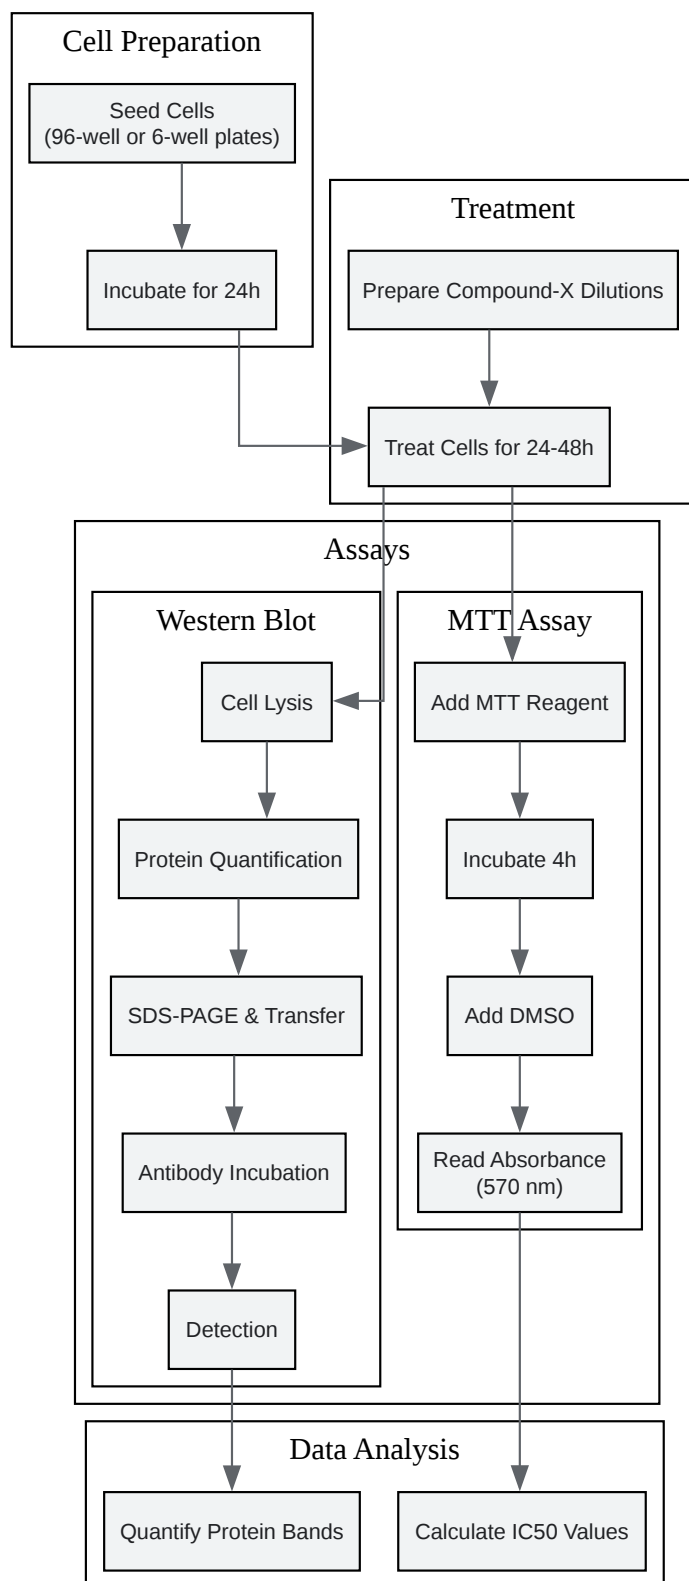 Cell Preparation
Seed Cells
(96-well or 6-well plates)
Incubate for 24h
Treatment
Prepare Compound-X Dilutions
Treat Cells for 24-48h
Assays
Western Blot
Cell Lysis
Protein Quantification
SDS-PAGE & Transfer
Antibody Incubation
Detection
MTT Assay
Add MTT Reagent
Incubate 4h
Add DMSO
Read Absorbance
(570 nm)
Data Analysis
Quantify Protein Bands
Calculate IC50 Values